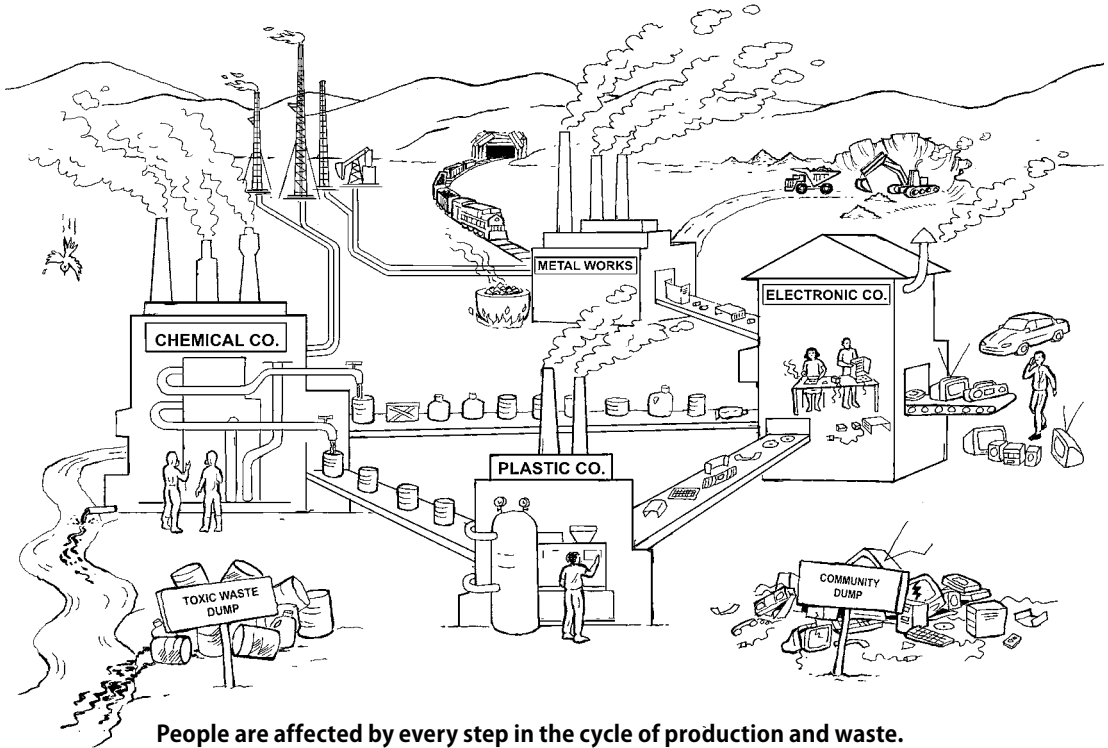 METAL WORKS
ELECTRONIC CO.
CHEMICAL CO.
PLASTIC CO.
TOXIC WASTE
DUMP
COMMUNITY
DUMP
People are affected by every step in the cycle of production and waste.